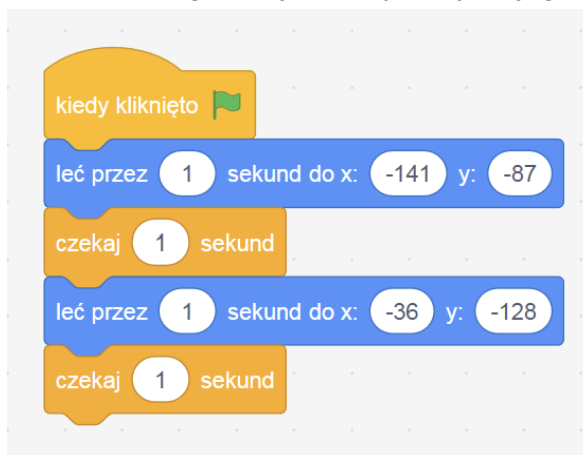 kiedy kliknięto
leć przez 1 sekund do x: -141 y: -87
czekaj 1 sekund
leć przez 1 sekund do x: -36 y: -128
czekaj 1 sekund